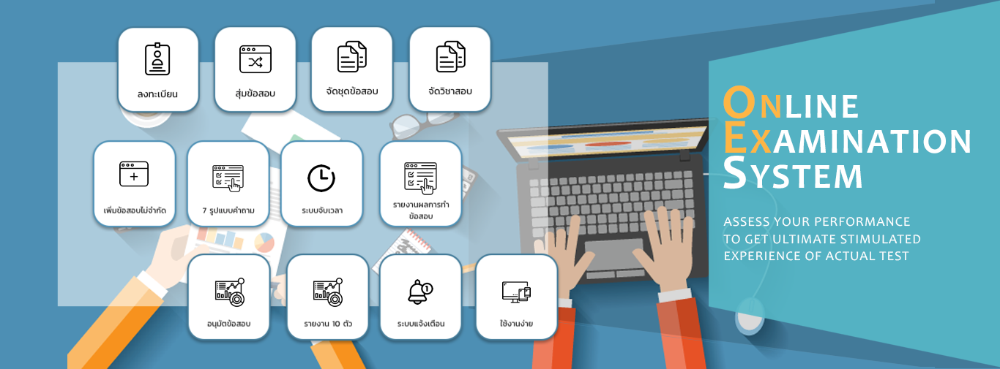 ลงทะเบียน
สุ่มข้อสอบ
จัดชุดข้อสอบ
จัดวิชาสอบ
เพิ่มข้อสอบไม่จำกัด
7 รูปแบบคำถาม
ระบบจับเวลา
รายงานผลการทำ
ข้อสอบ
อนุมัตข้อสอบ
รายงาน 10 ตัว
1
ระบบแจ้งเตือน
ใช้งานง่าย
ONLINE
EXAMINATION
SYSTEM
ASSESS YOUR PERFORMANCE
TO GET ULTIMATE STIMULATED
EXPERIENCE OF ACTUAL TEST